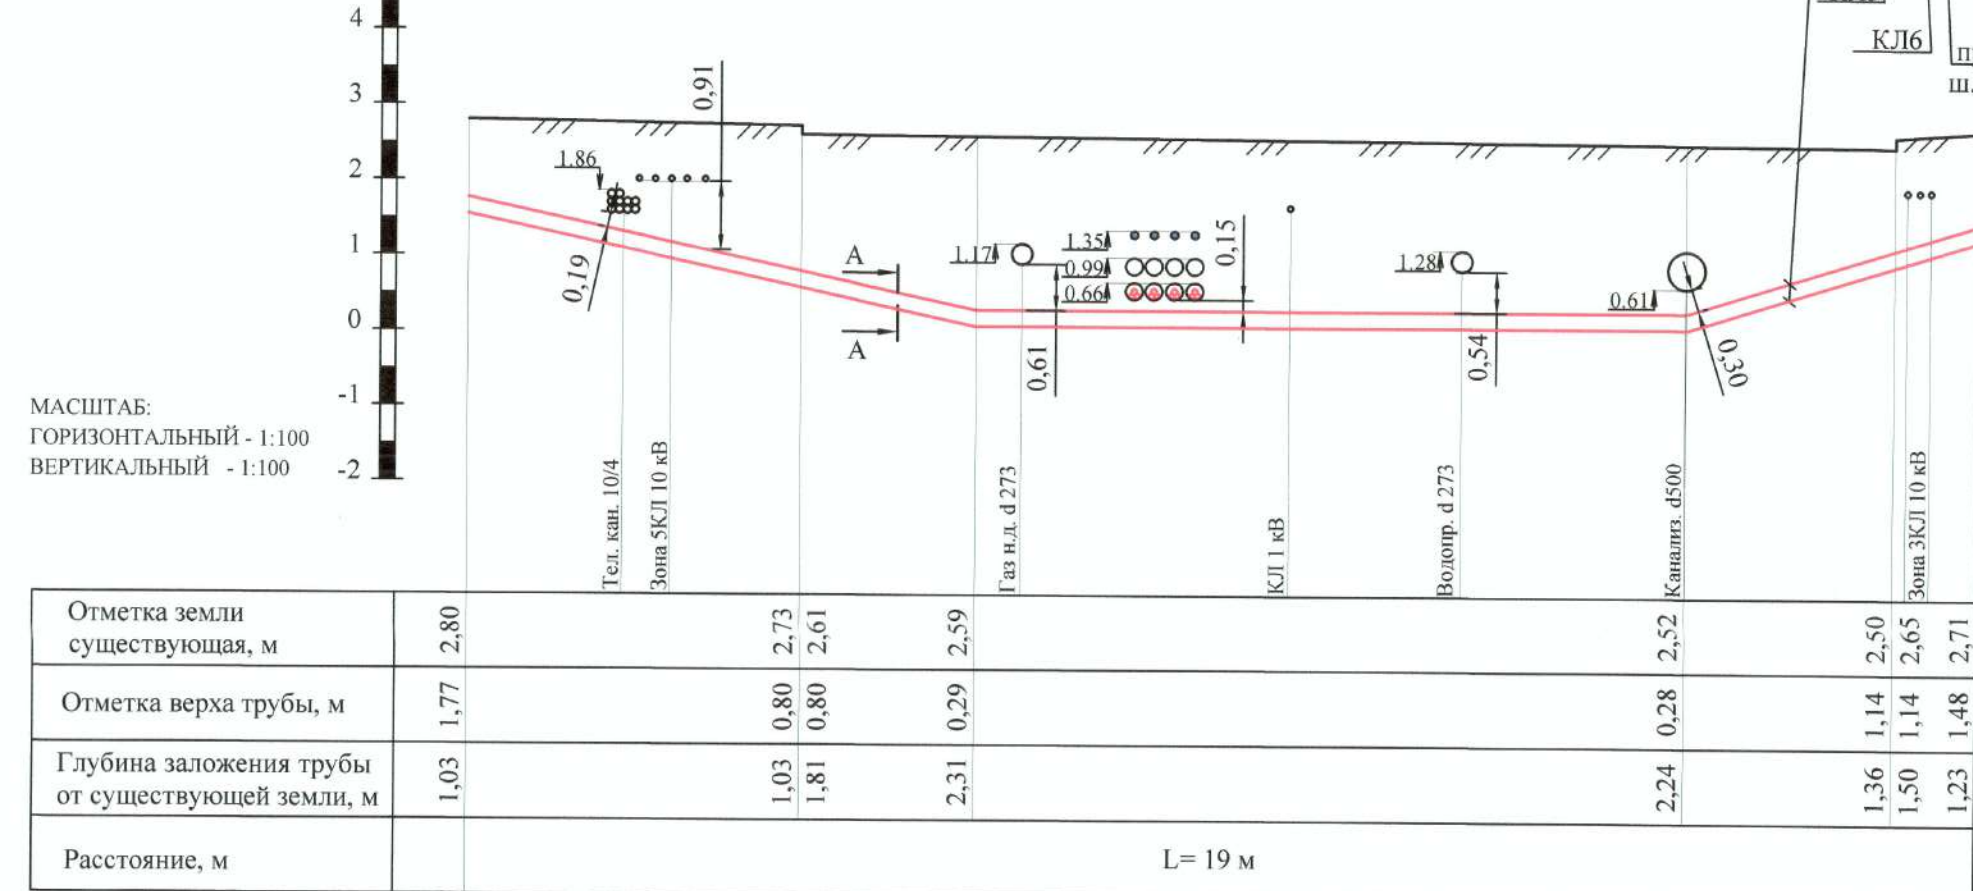 4
3
2
1
0
-1
-2
КЛ6
п
ш.
0,91
1.86
0,19
А
А
1.17
0,61
1.35
0.99
0.66
0,15
1.28
0,54
0.61
0,30
МАСШТАБ:
ГОРИЗОНТАЛЬНЫЙ - 1:100
ВЕРТИКАЛЬНЫЙ - 1:100
Тел. кан. 10/4
Зона 5КЛ 10 кВ
Газ н.д. d 273
КЛ 1 кВ
Водопр. d 273
Канализ. d500
Зона 3КЛ 10 кВ
Отметка земли
существующая, м
2,80 2,73 2,61 2,59 2,52 2,50 2,65 2,71
Отметка верха трубы, м
1,77 0,80 0,80 0,29 0,28 1,14 1,14 1,48
Глубина заложения трубы
от существующей земли, м
1,03 1,03 1,81 2,31 2,24 1,36 1,50 1,23
Расстояние, м
L= 19 м